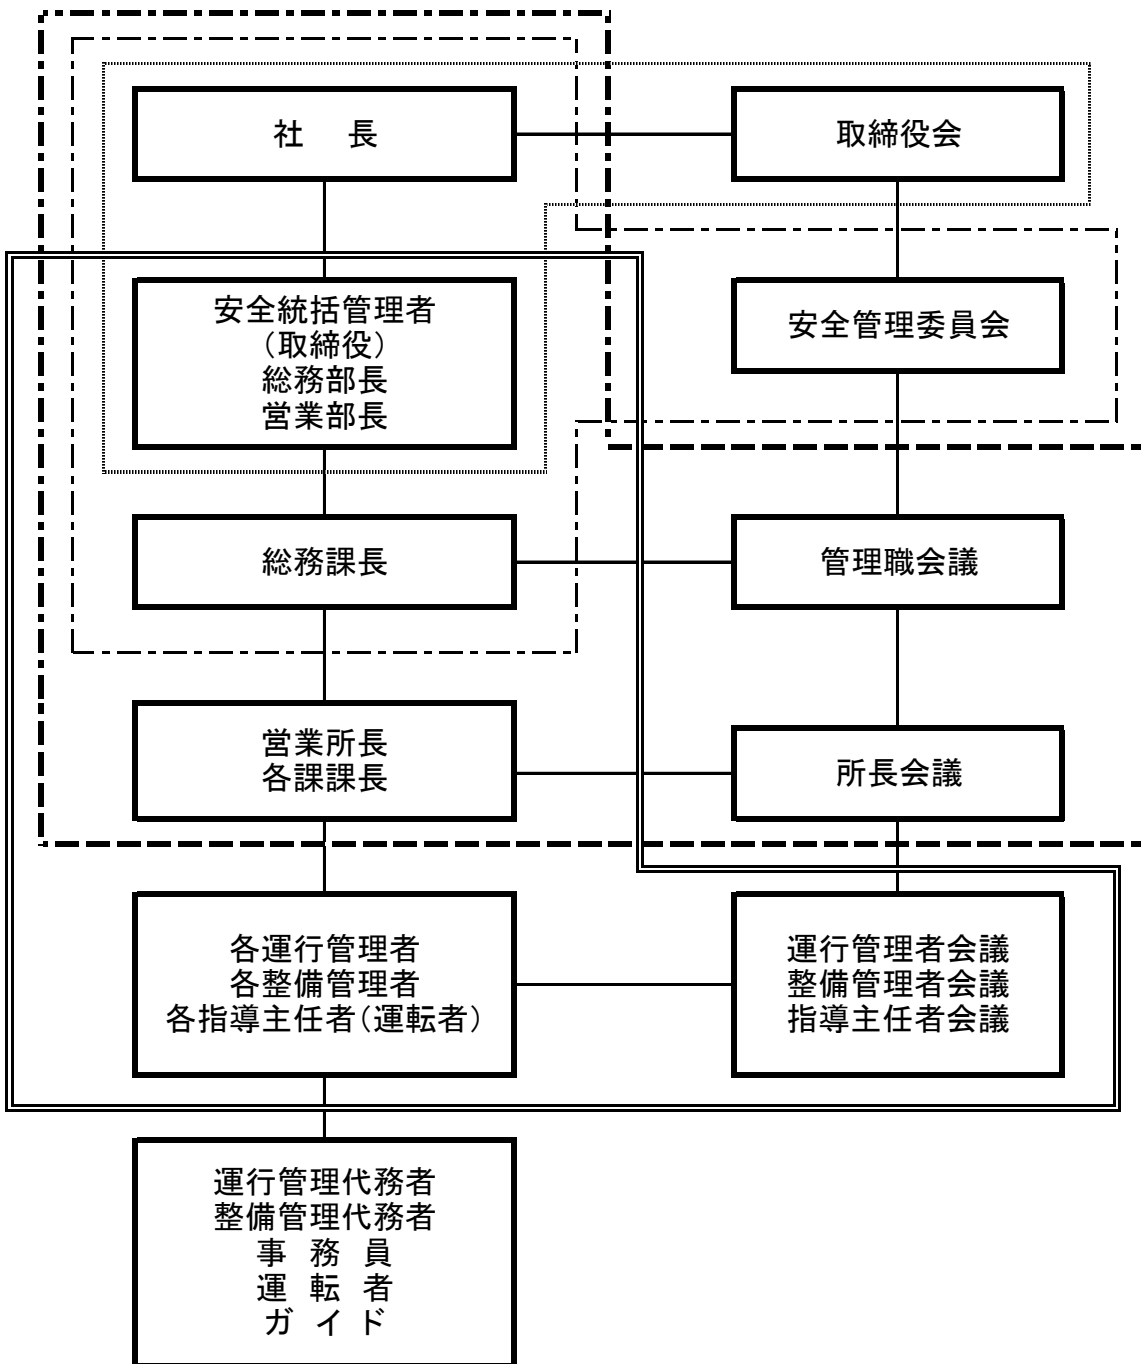 社 長
取締役会
安全統括管理者
（取締役）
総務部長
営業部長
安全管理委員会
総務課長
管理職会議
営業所長
各課課長
所長会議
各運行管理者
各整備管理者
各指導主任者（運転者）
運行管理者会議
整備管理者会議
指導主任者会議
運行管理代務者
整備管理代務者
事 務 員
運 転 者
ガ イ ド